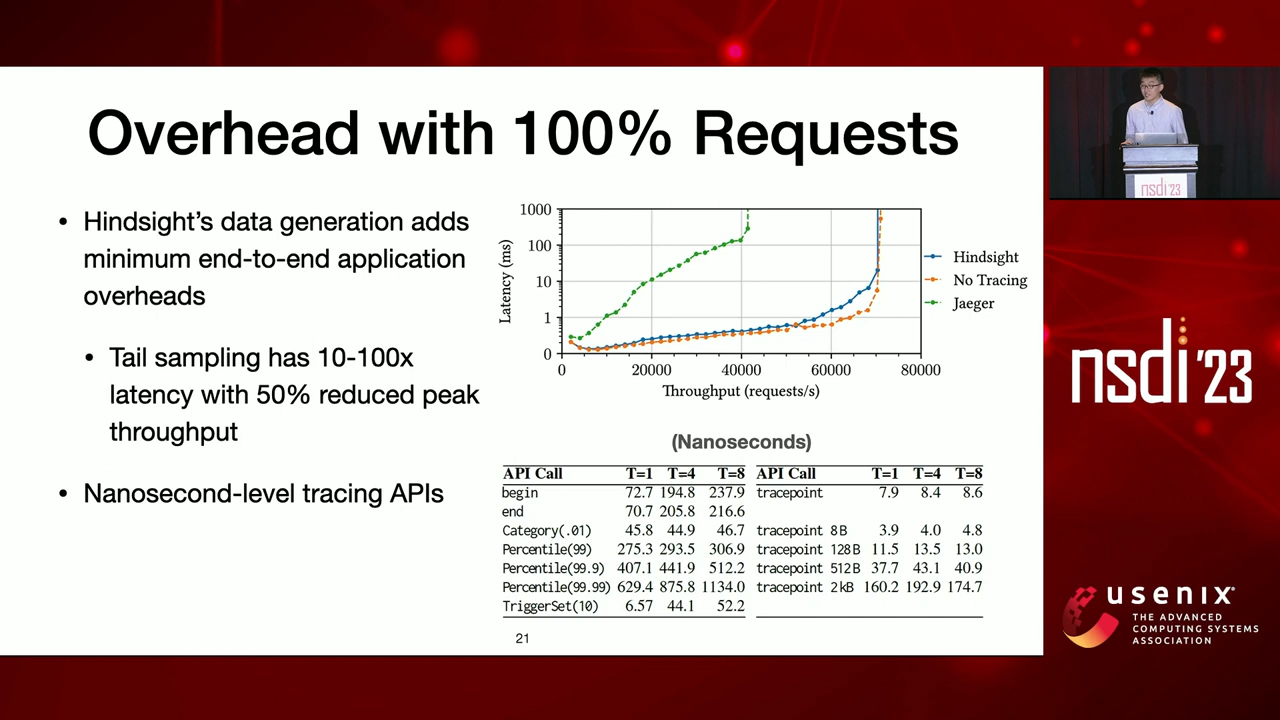 Overhead with 100% Requests
• Hindsight's data generation adds
minimum end-to-end application
overheads
• Tail sampling has 10-100x
latency with 50% reduced peak
throughput
• Nanosecond-level tracing APIs
1000
100
10
1
0
Latency (ms)
0 20000 40000 60000 80000
Throughput (requests/s)
Hindsight
No Tracing
Jaeger
(Nanoseconds)
API Call T=1 T=4 T=8 API Call T=1 T=4 T=8
begin 72.7 194.8 237.9 tracepoint 7.9 8.4 8.6
end 70.7 205.8 216.6
Category(.01) 45.8 44.9 46.7 tracepoint 8B 3.9 4.0 4.8
Percentile(99) 275.3 293.5 306.9 tracepoint 128B 11.5 13.5 13.0
Percentile(99.9) 407.1 441.9 512.2 tracepoint 512B 37.7 43.1 40.9
Percentile(99.99) 629.4 875.8 1134.0 tracepoint 2kB 160.2 192.9 174.7
TriggerSet(10) 6.57 44.1 52.2
21
nsdi '23
nsdi '23
usenix®
THE ADVANCED
COMPUTING SYSTEMS
ASSOCIATION